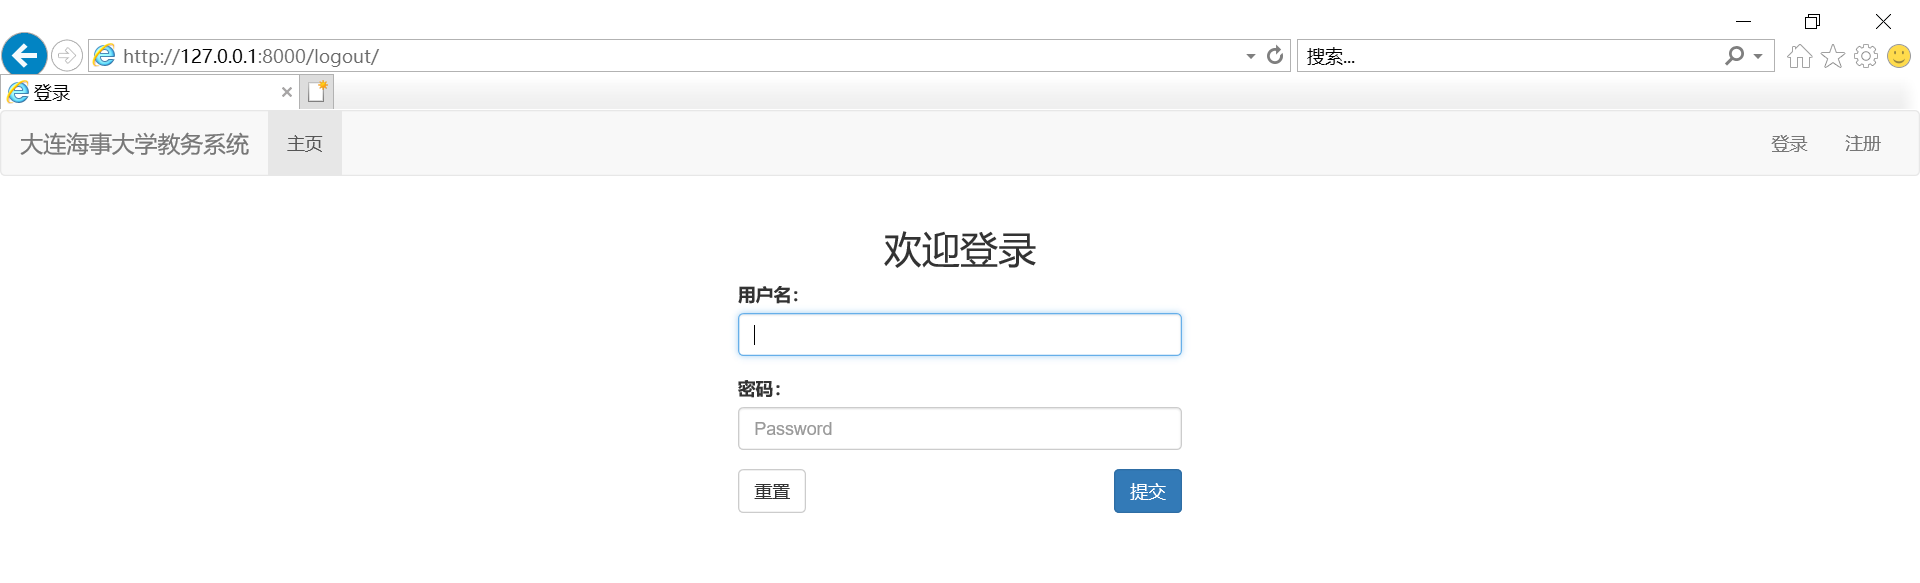 http://127.0.0.1:8000/logout/
搜索...
登录
大连海事大学教务系统 主页 登录 注册
欢迎登录
用户名：
密码：
Password
重置 提交